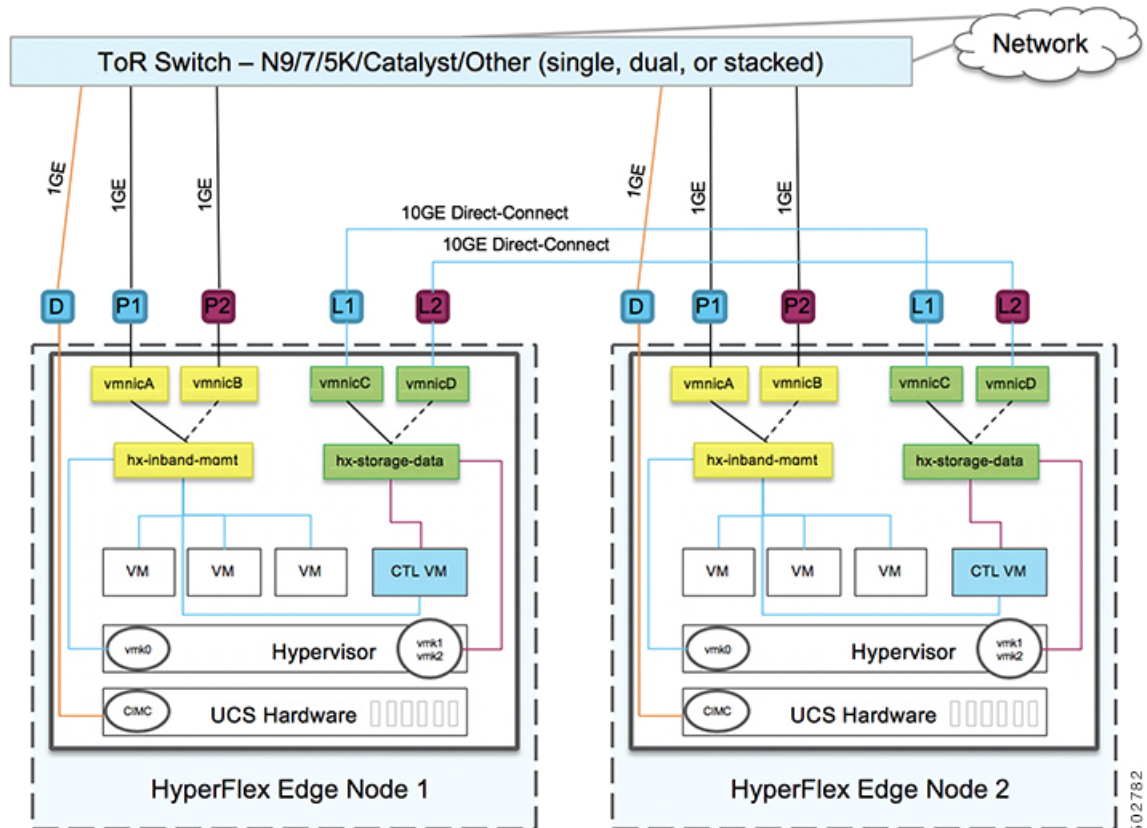 Network
ToR Switch – N9/7/5K/Catalyst/Other (single, dual, or stacked)
1GE
1GE
1GE
1GE
1GE
1GE
10GE Direct-Connect
10GE Direct-Connect
D
P1
P2
L1
L2
D
P1
P2
L1
L2
vmnicA
vmnicB
vmnicC
vmnicD
vmnicA
vmnicB
vmnicC
vmnicD
hx-inband-mgmt
hx-storage-data
hx-inband-mgmt
hx-storage-data
VM
VM
VM
CTL VM
VM
VM
VM
CTL VM
vmk0
Hypervisor
vmk1
vmk2
vmk0
Hypervisor
vmk1
vmk2
CIMC
UCS Hardware
CIMC
UCS Hardware
HyperFlex Edge Node 1
HyperFlex Edge Node 2